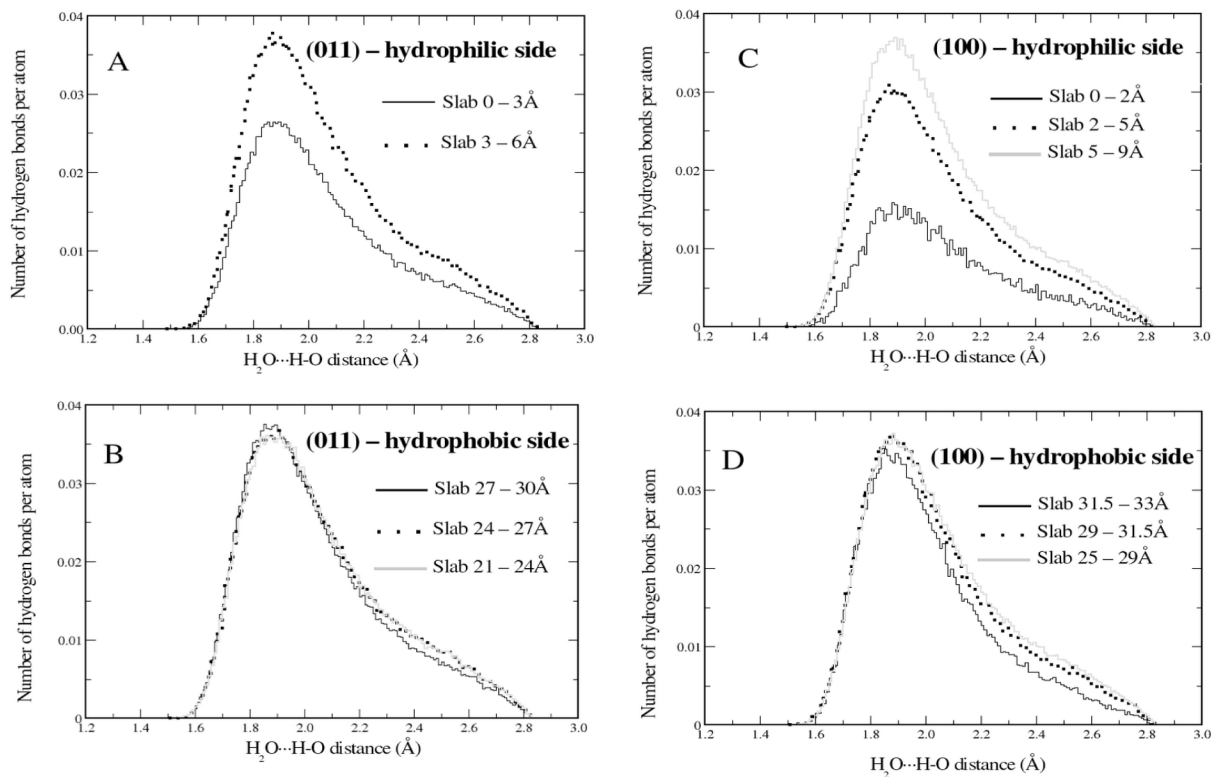 A
(011) – hydrophilic side
Slab 0 – 3Å
Slab 3 – 6Å
Number of hydrogen bonds per atom
0.04
0.03
0.02
0.01
0.00
1.2 1.4 1.6 1.8 2.0 2.2 2.4 2.6 2.8 3.0
H₂O···H-O distance (Å)
C
(100) – hydrophilic side
Slab 0 – 2Å
Slab 2 – 5Å
Slab 5 – 9Å
Number of hydrogen bonds per atom
0.04
0.03
0.02
0.01
0
1.2 1.4 1.6 1.8 2.0 2.2 2.4 2.6 2.8 3.0
H₂O···H-O distance (Å)
B
(011) – hydrophobic side
Slab 27 – 30Å
Slab 24 – 27Å
Slab 21 – 24Å
Number of hydrogen bonds per atom
0.04
0.03
0.02
0.01
0
1.2 1.4 1.6 1.8 2.0 2.2 2.4 2.6 2.8 3.0
H₂O···H-O distance (Å)
D
(100) – hydrophobic side
Slab 31.5 – 33Å
Slab 29 – 31.5Å
Slab 25 – 29Å
Number of hydrogen bonds per atom
0.04
0.03
0.02
0.01
0
1.2 1.4 1.6 1.8 2.0 2.2 2.4 2.6 2.8 3.0
H₂O···H-O distance (Å)